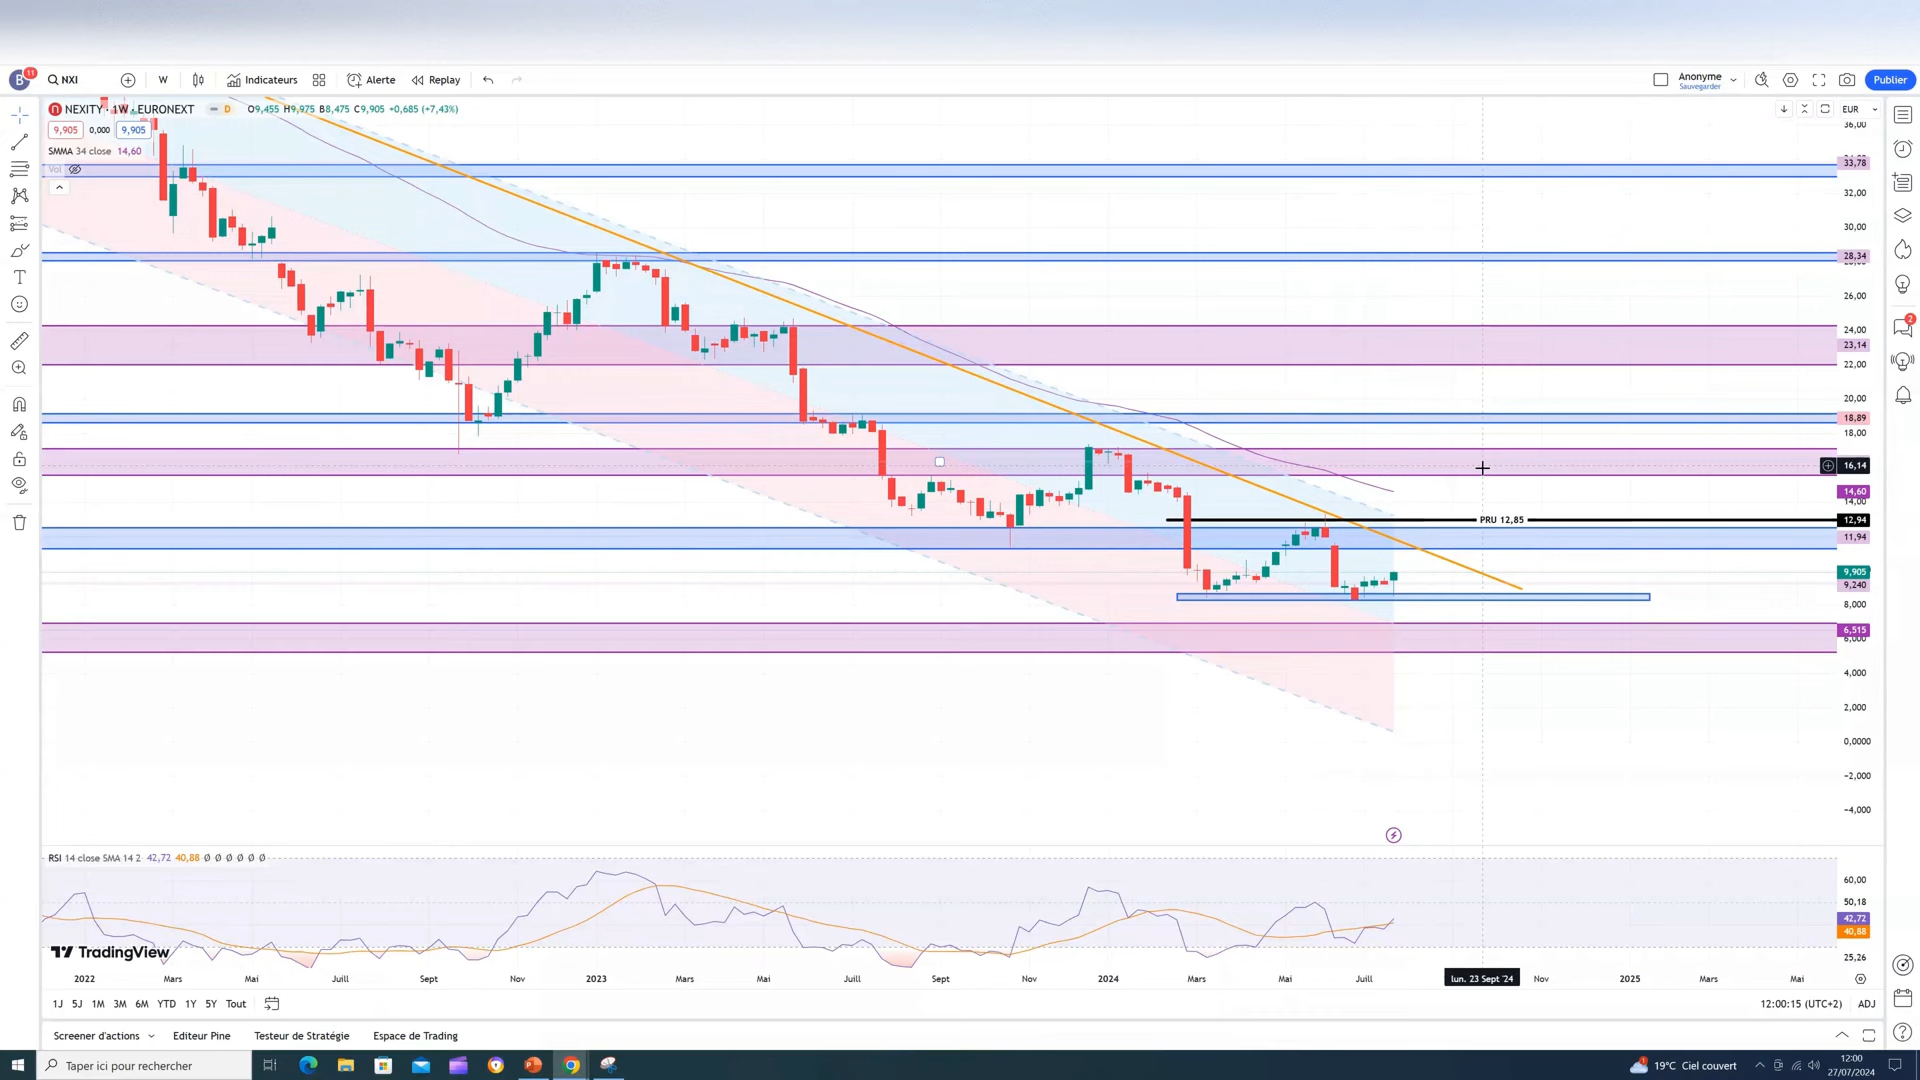 B 11 NXI W Indicateurs Alerte Replay Anonyme Sauvegarder Publier
NEXITY · 1W · EURONEXT D O9,455 H9,975 B8,475 C9,905 +0,685 (+7,43%)
9,905 0,000 9,905
SMMA 34 close 14,60
Vol
EUR
36,00
33,78
32,00
30,00
28,34
26,00
24,00
23,14
22,00
20,00
18,89
18,00
16,14
14,60
14,00
PRU 12,85
12,94
11,94
9,905
9,240
8,000
6,515
6,000
4,000
2,000
0,0000
−2,000
−4,000
RSI 14 close SMA 14 2 42,72 40,88 Ø Ø Ø Ø Ø Ø
60,00
50,18
42,72
40,88
25,26
TradingView
2022 Mars Mai Juill Sept Nov 2023 Mars Mai Juill Sept Nov 2024 Mars Mai Juill lun. 23 Sept '24 Nov 2025 Mars Mai
1J 5J 1M 3M 6M YTD 1Y 5Y Tout 12:00:15 (UTC+2) ADJ
Screener d'actions Editeur Pine Testeur de Stratégie Espace de Trading
2
Taper ici pour rechercher
1 19°C Ciel couvert
12:00
27/07/2024